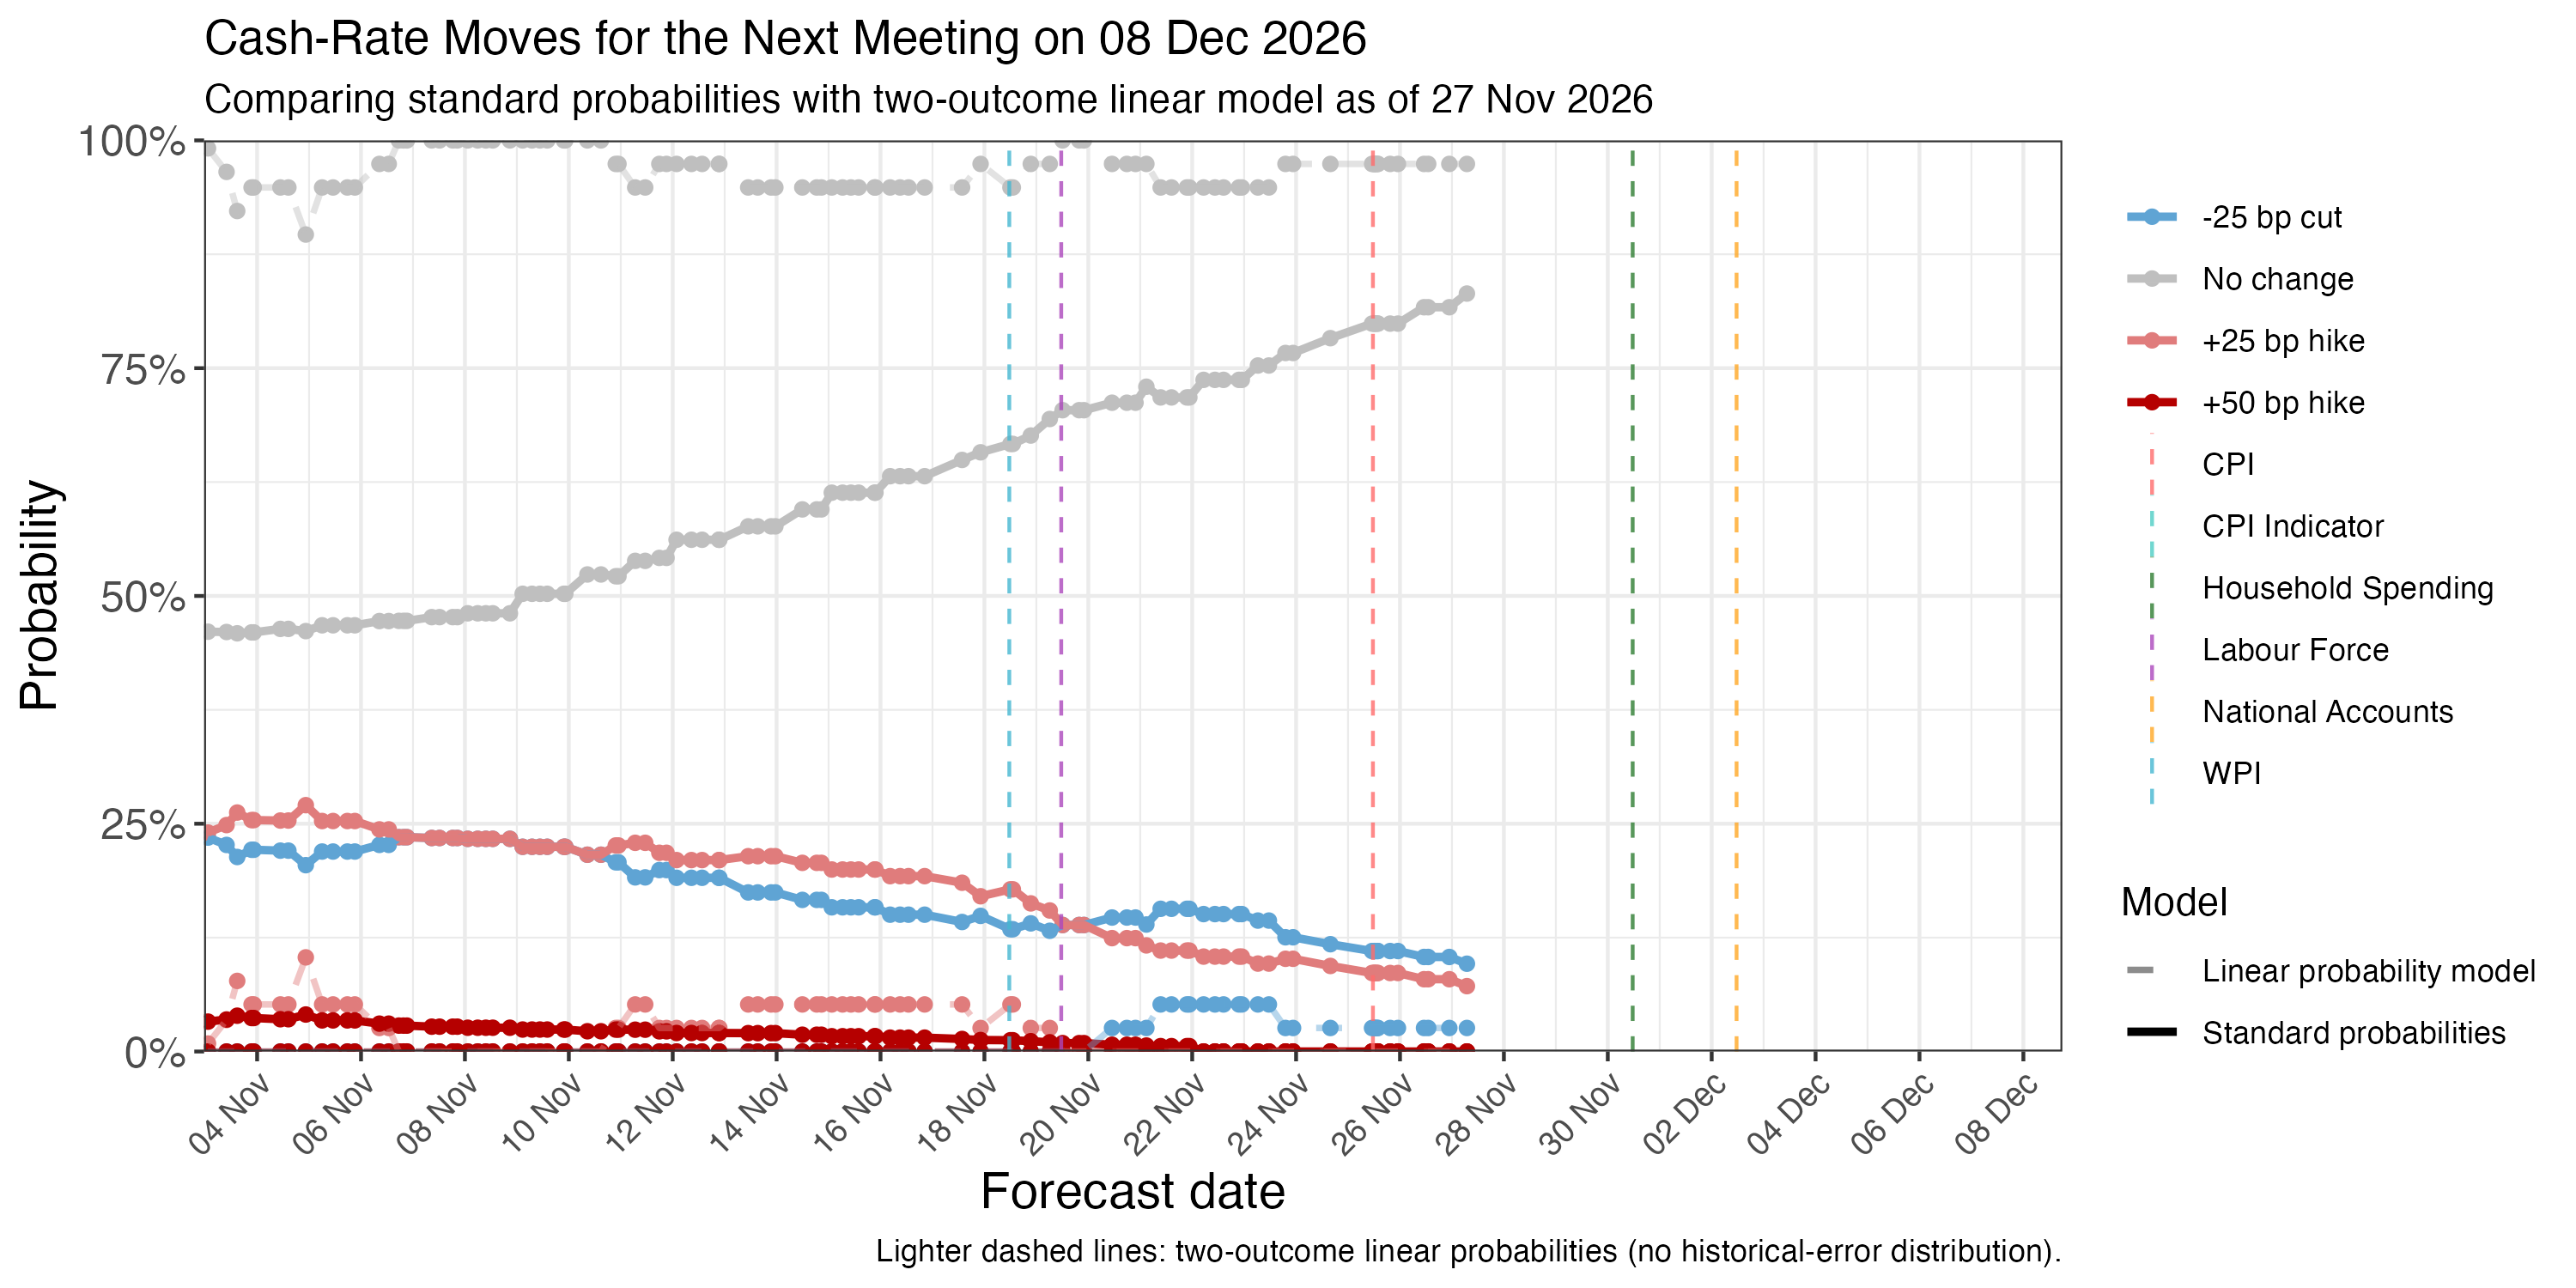 Cash-Rate Moves for the Next Meeting on 08 Dec 2026
Comparing standard probabilities with two-outcome linear model as of 27 Nov 2026
Probability
100%
75%
50%
25%
0%
04 Nov
06 Nov
08 Nov
10 Nov
12 Nov
14 Nov
16 Nov
18 Nov
20 Nov
22 Nov
24 Nov
26 Nov
28 Nov
30 Nov
02 Dec
04 Dec
06 Dec
08 Dec
Forecast date
-25 bp cut
No change
+25 bp hike
+50 bp hike
CPI
CPI Indicator
Household Spending
Labour Force
National Accounts
WPI
Model
Linear probability model
Standard probabilities
Lighter dashed lines: two-outcome linear probabilities (no historical-error distribution).